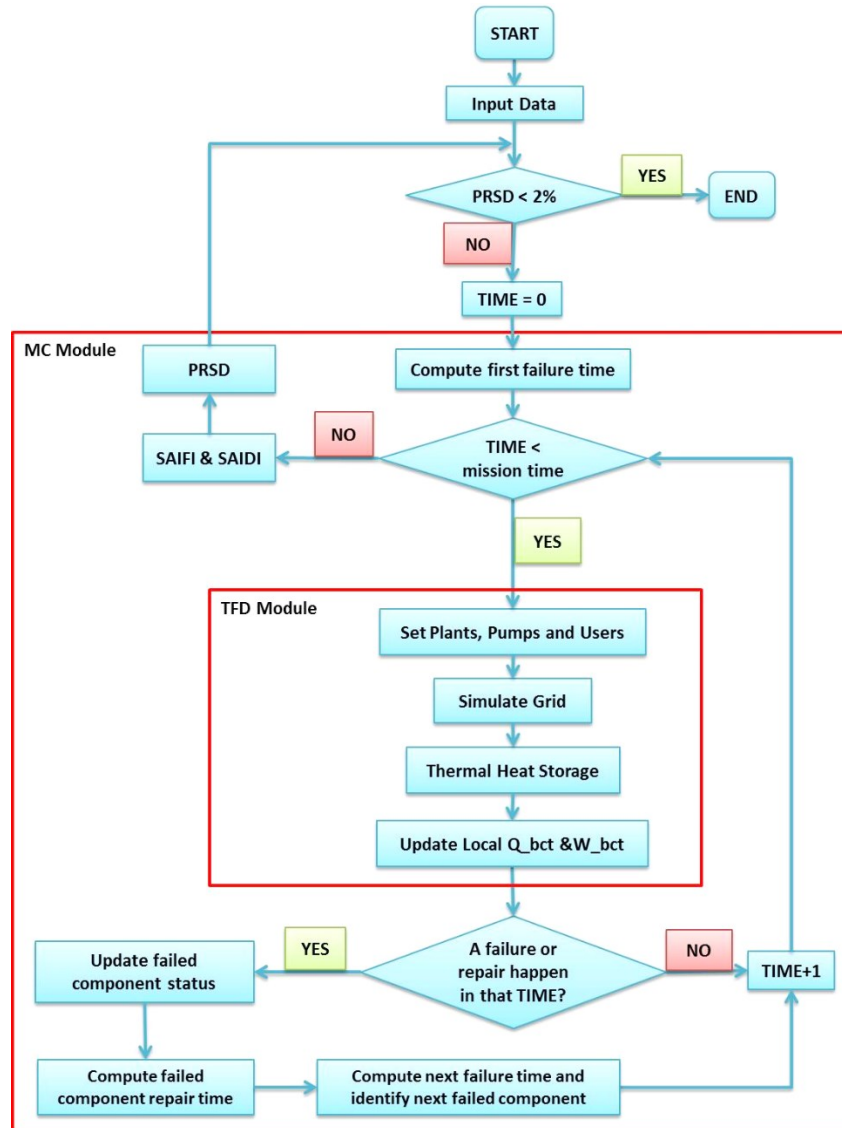 START
Input Data
PRSD < 2%
YES
END
NO
TIME = 0
MC Module
Compute first failure time
PRSD
SAIFI & SAIDI
NO
TIME <
mission time
YES
TFD Module
Set Plants, Pumps and Users
Simulate Grid
Thermal Heat Storage
Update Local Q_bct &W_bct
A failure or
repair happen
in that TIME?
YES
NO
TIME+1
Update failed
component status
Compute failed
component repair time
Compute next failure time and
identify next failed component